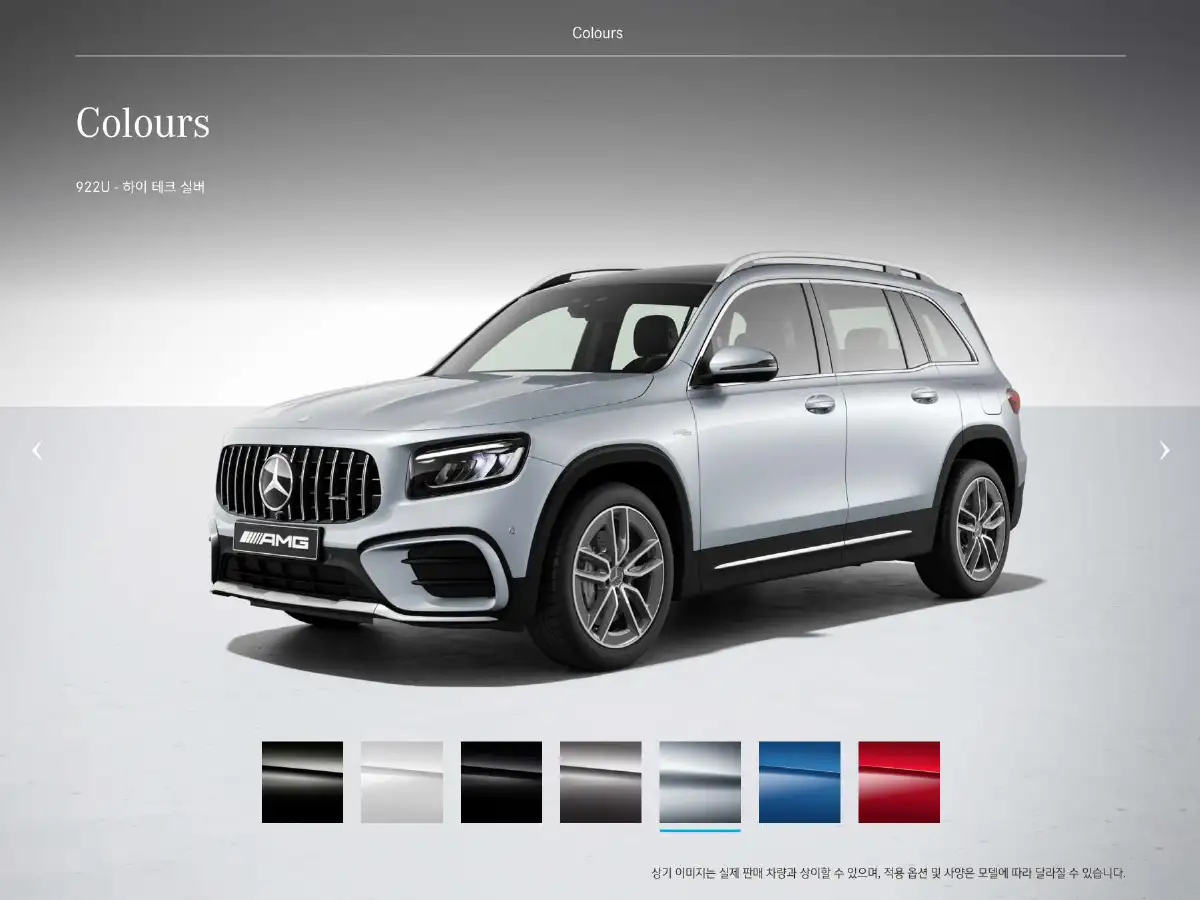 Colours
Colours
922U - 하이 테크 실버
AMG
상기 이미지는 실제 판매 차량과 상이할 수 있으며, 적용 옵션 및 사양은 모델에 따라 달라질 수 있습니다.